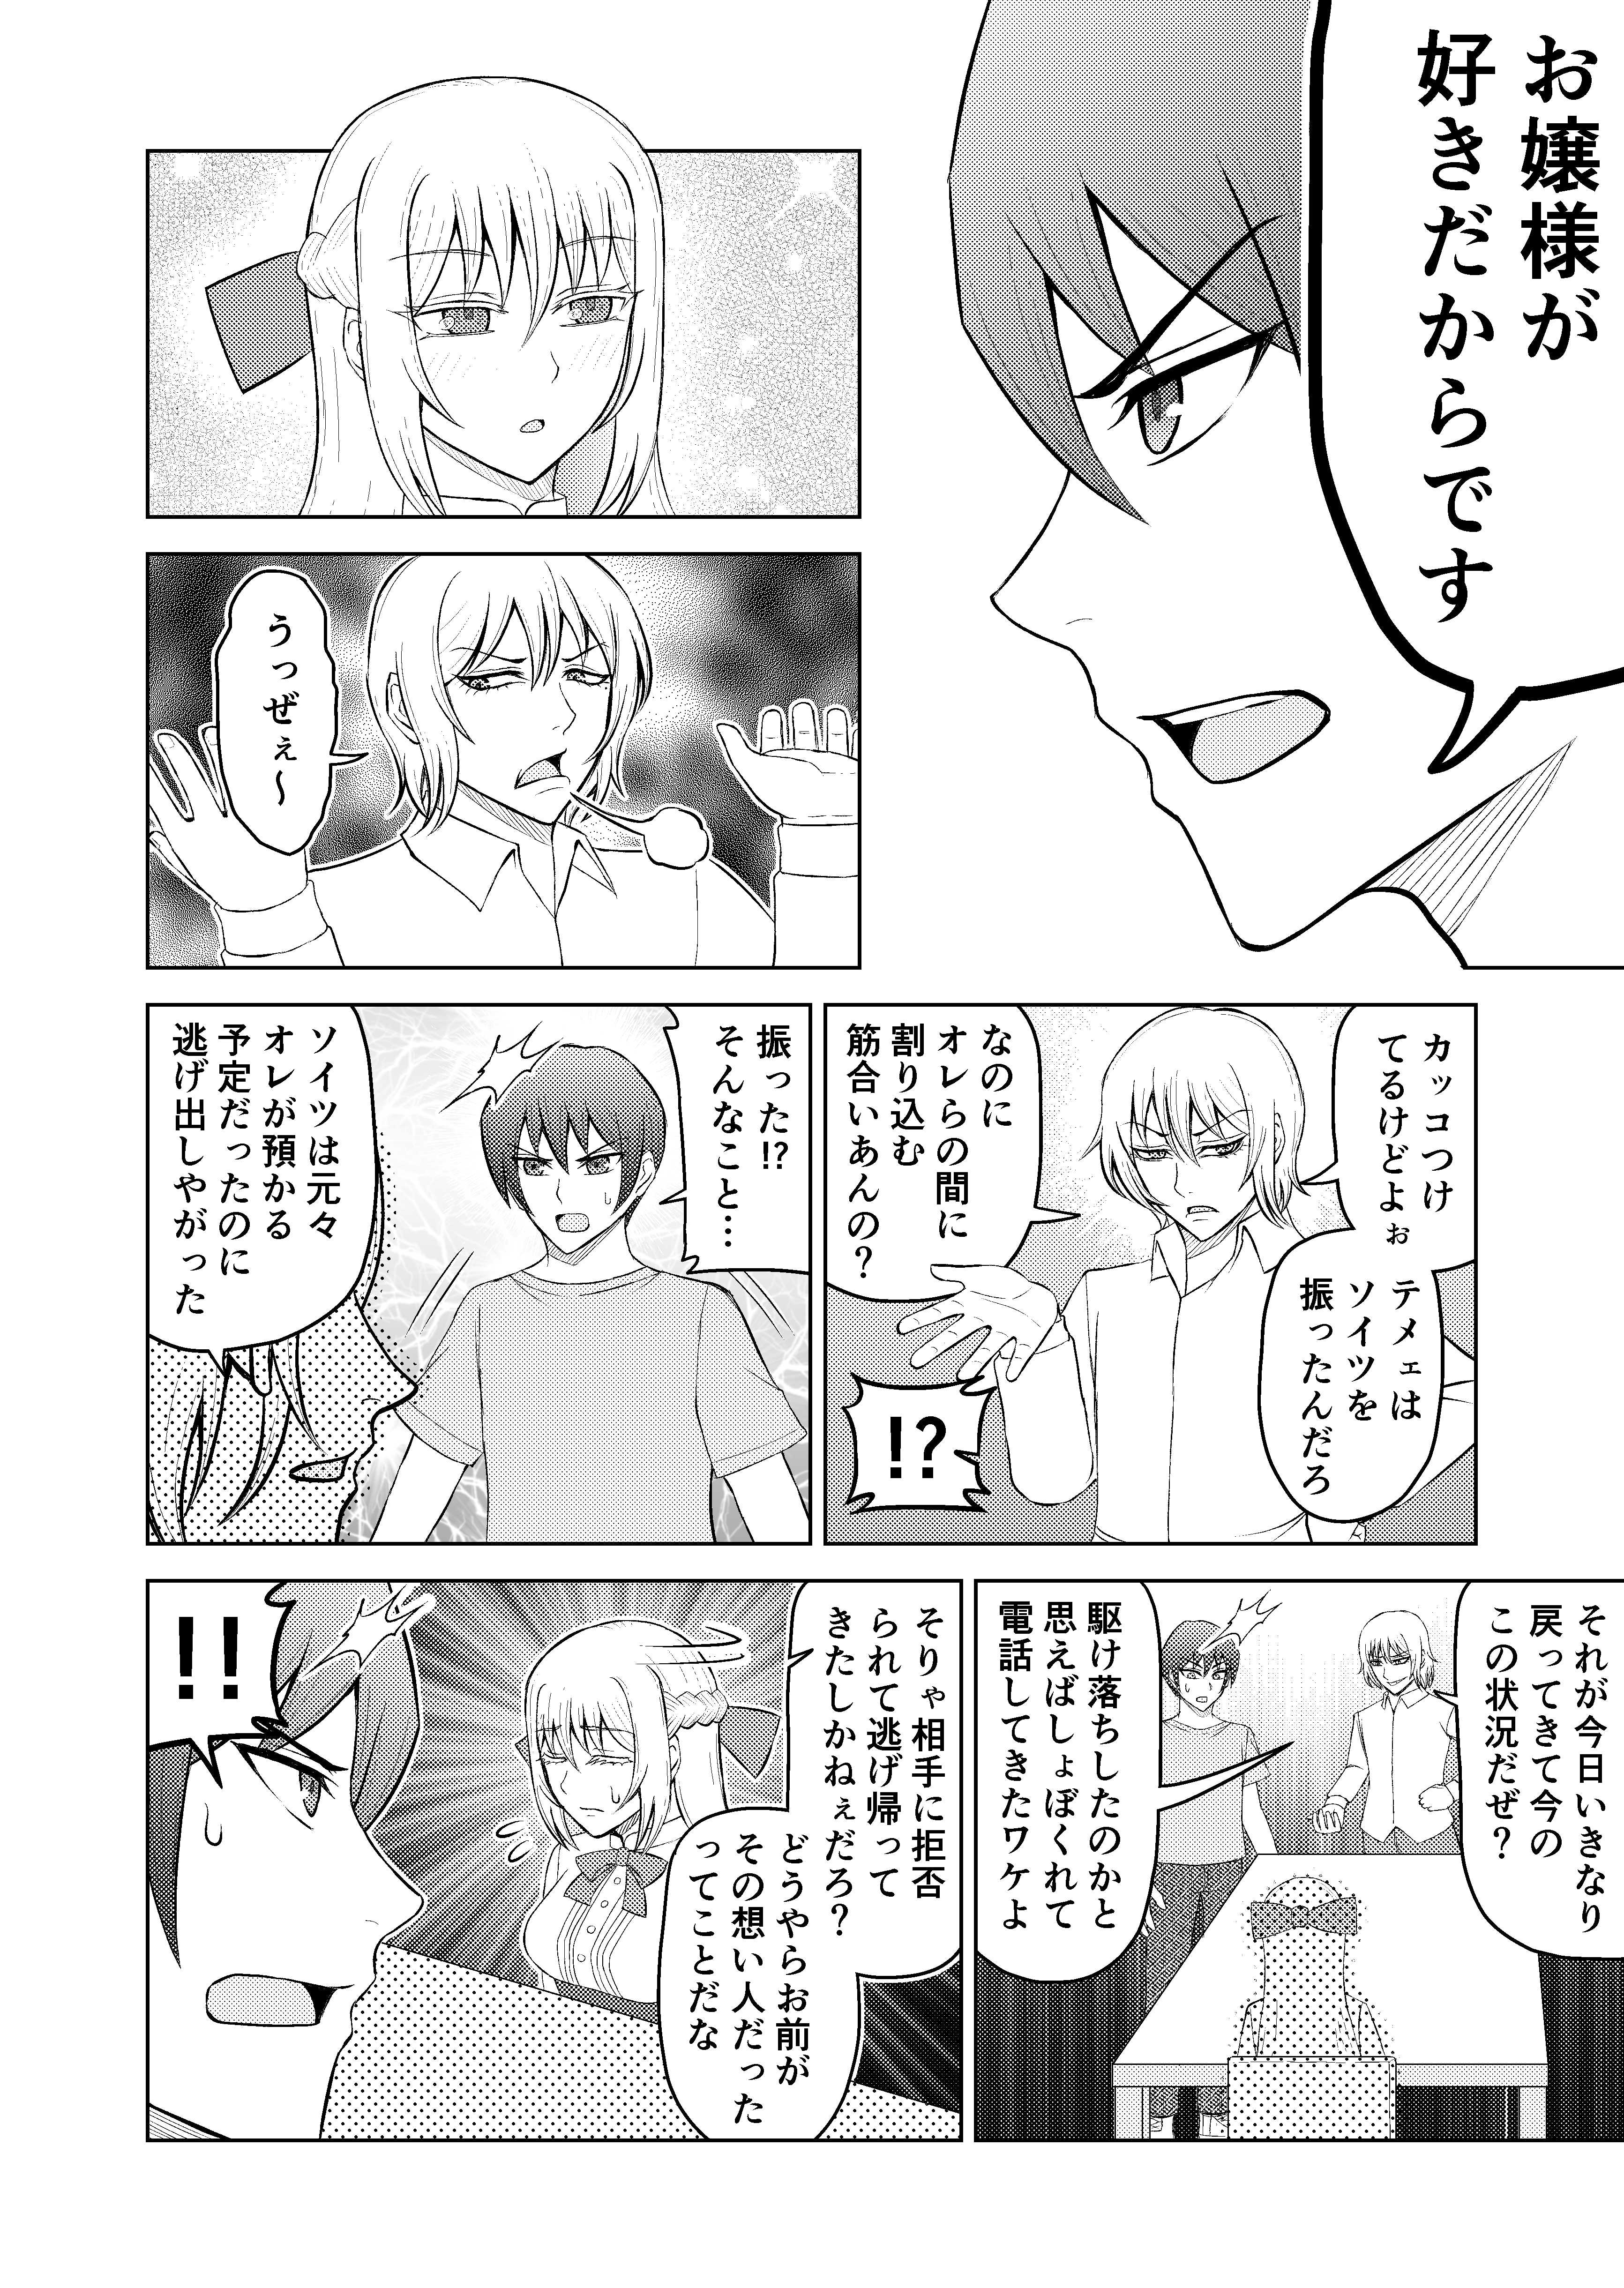 お嬢様が
好きだからです
うっぜぇ～
カッコつけ
てるけどよぉ
テメェは
ソイツを
振ったんだろ
なのに
オレらの間に
割り込む
筋合いあんの？
!?
振った!?
そんなこと…
ソイツは元々
オレが預かる
予定だったのに
逃げ出しやがった
それが今日いきなり
戻ってきて今の
この状況だぜ？
駆け落ちしたのかと
思えばしょぼくれて
電話してきたワケよ
そりゃ相手に拒否
られて逃げ帰って
きたしかねぇだろ？
どうやらお前が
その想い人だった
ってことだな
!!